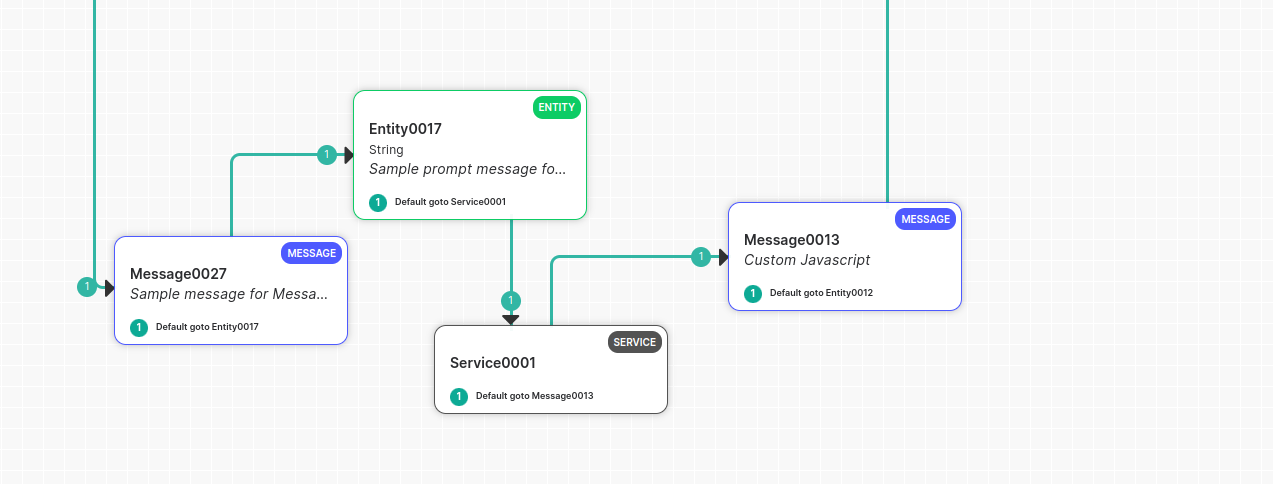 ENTITY
Entity0017
String
Sample prompt message fo...
1
1
Default goto Service0001
MESSAGE
Message0013
Custom Javascript
1
1
Default goto Entity0012
MESSAGE
Message0027
Sample message for Messa...
1
1
Default goto Entity0017
1
SERVICE
Service0001
1
Default goto Message0013